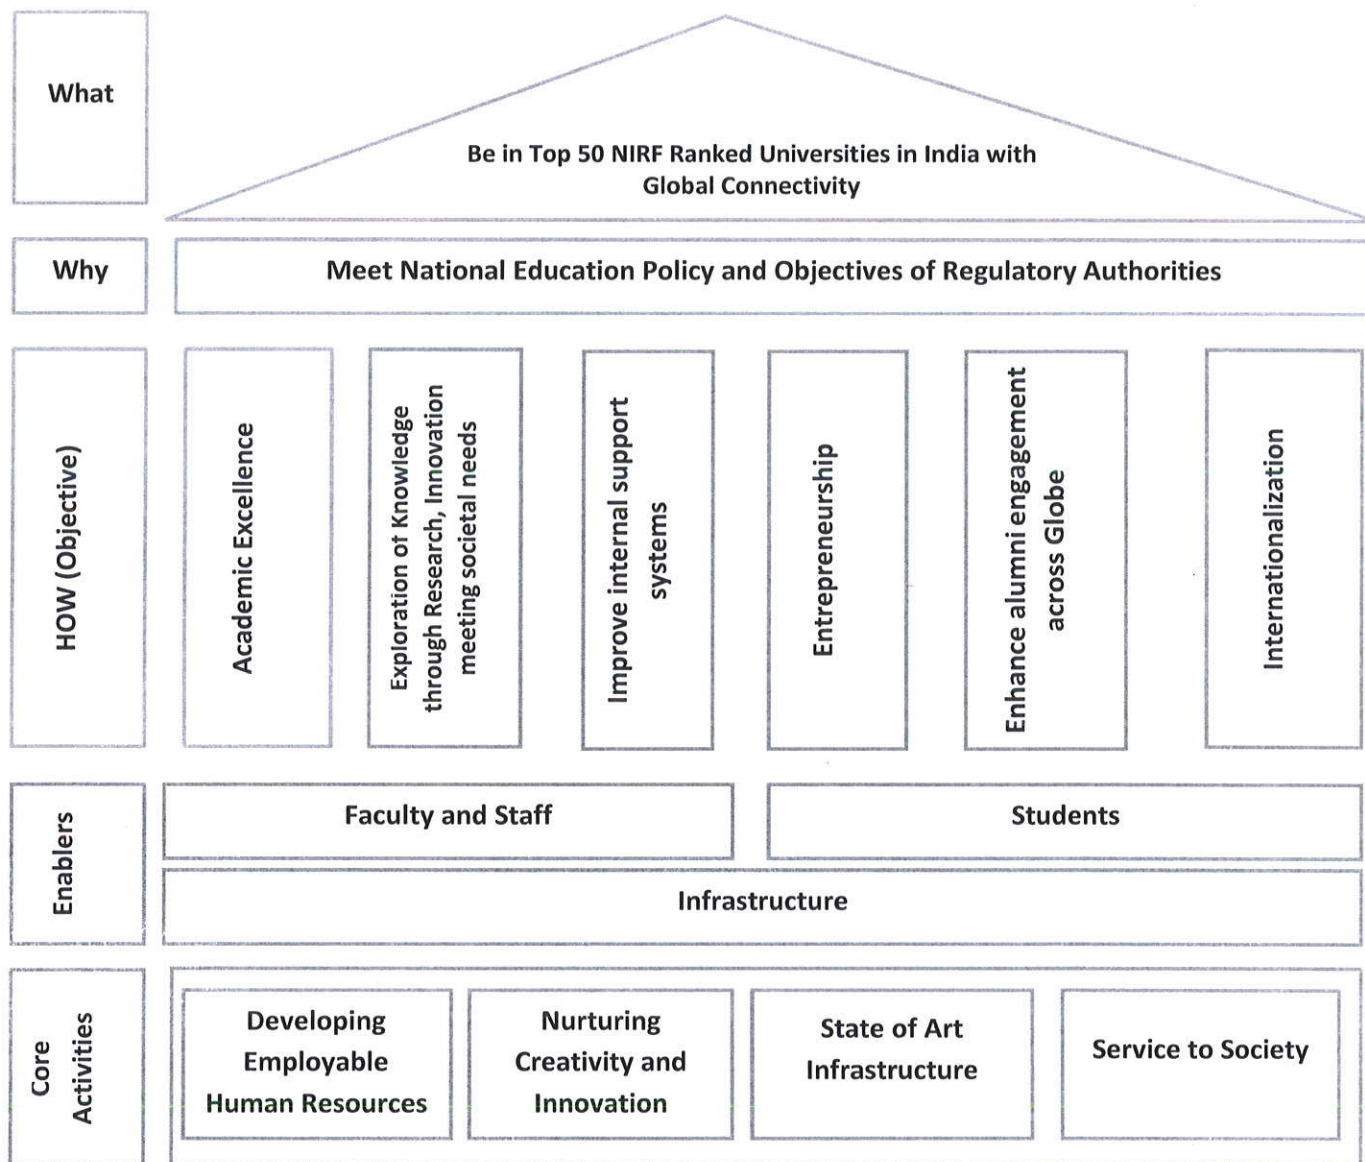 What
Be in Top 50 NIRF Ranked Universities in India with
Global Connectivity
Why
Meet National Education Policy and Objectives of Regulatory Authorities
HOW (Objective)
Academic Excellence
Exploration of Knowledge
through Research, Innovation
meeting societal needs
Improve internal support
systems
Entrepreneurship
Enhance alumni engagement
across Globe
Internationalization
Enablers
Faculty and Staff
Students
Infrastructure
Core
Activities
Developing
Employable
Human Resources
Nurturing
Creativity and
Innovation
State of Art
Infrastructure
Service to Society